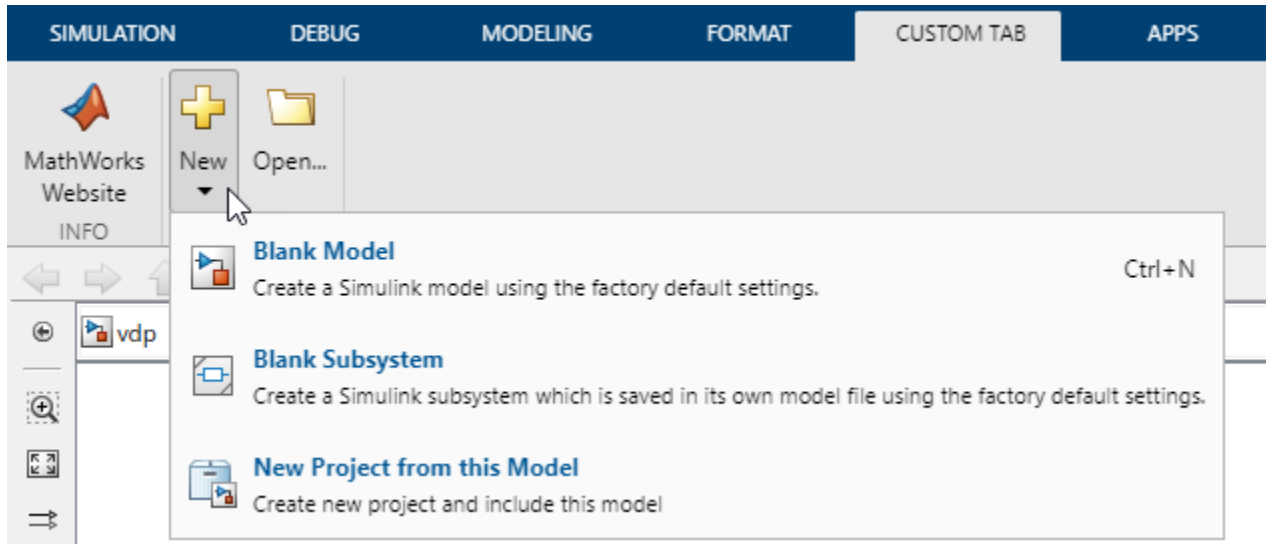 SIMULATION DEBUG MODELING FORMAT CUSTOM TAB APPS
MathWorks
Website
INFO
New
Open...
Blank Model
Create a Simulink model using the factory default settings.
Ctrl+N
vdp
Blank Subsystem
Create a Simulink subsystem which is saved in its own model file using the factory default settings.
New Project from this Model
Create new project and include this model